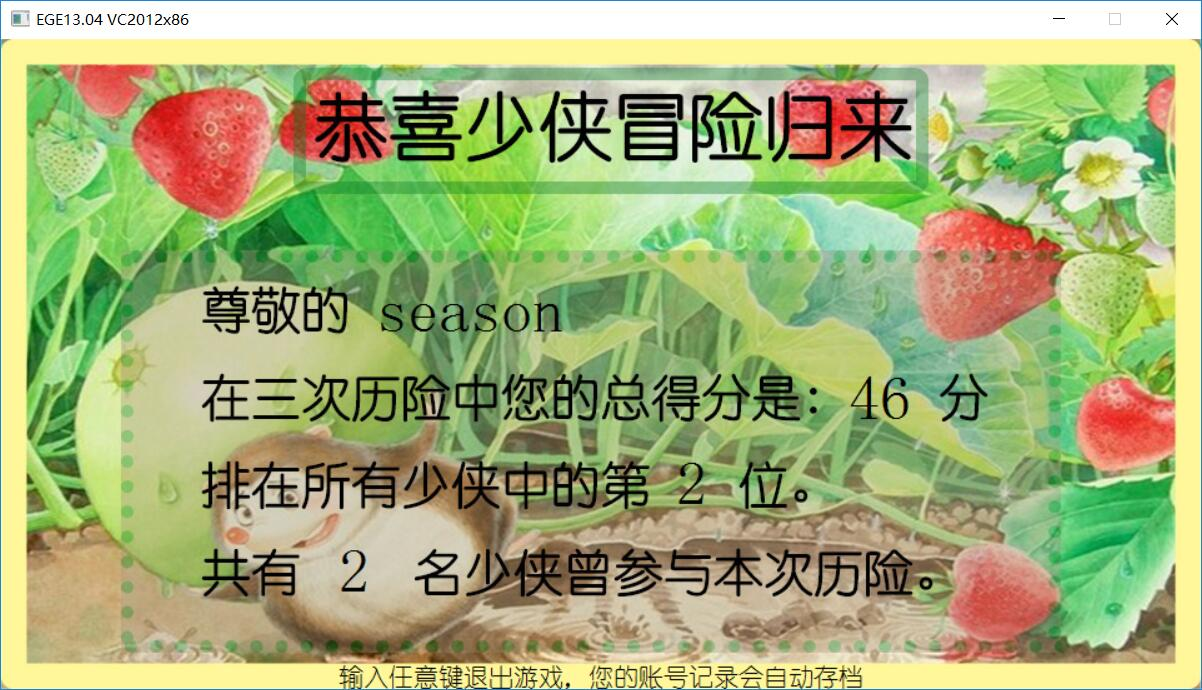 EGE13.04 VC2012x86
恭喜少侠冒险归来
尊敬的 season
在三次历险中您的总得分是: 46 分
排在所有少侠中的第 2 位。
共有 2 名少侠曾参与本次历险。
输入任意键退出游戏，您的账号记录会自动存档